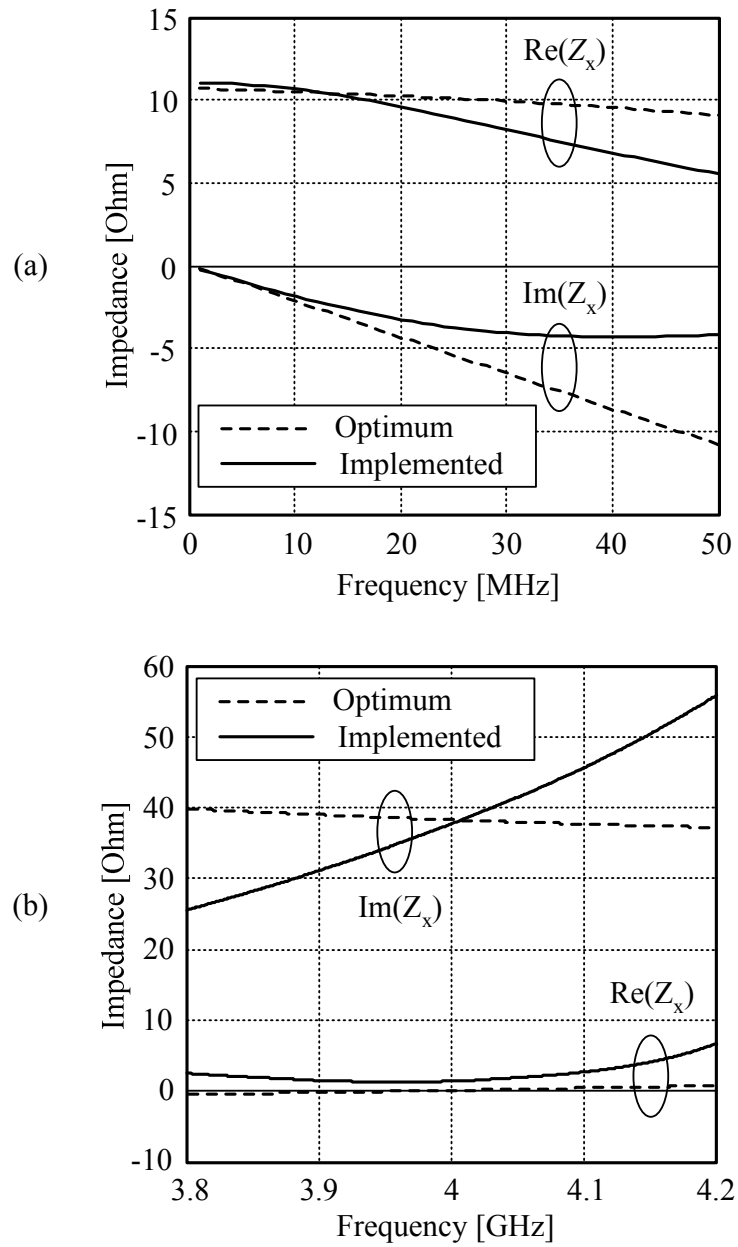 (a)
Impedance [Ohm]
15
10
5
0
-5
-10
-15
Re(Zx)
Im(Zx)
Optimum
Implemented
0 10 20 30 40 50
Frequency [MHz]
(b)
Impedance [Ohm]
60
50
40
30
20
10
0
-10
Optimum
Implemented
Im(Zx)
Re(Zx)
3.8 3.9 4 4.1 4.2
Frequency [GHz]